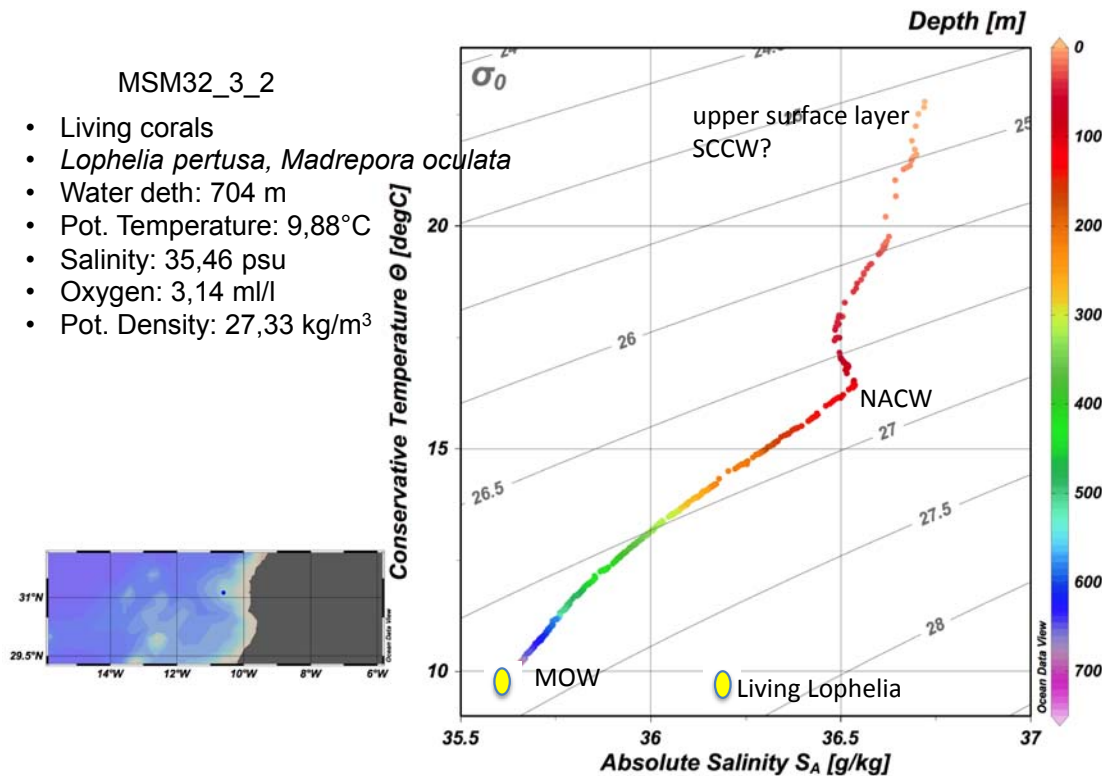 MSM32_3_2
• Living corals
• Lophelia pertusa, Madrepora oculata
• Water deth: 704 m
• Pot. Temperature: 9,88°C
• Salinity: 35,46 psu
• Oxygen: 3,14 ml/l
• Pot. Density: 27,33 kg/m³
31°N
29.5°N
14°W 12°W 10°W 8°W 6°W
Ocean Data View
Depth [m]
σ0
24
24.5
25
25
upper surface layer
SCCW?
26
NACW
27
26.5
27.5
28
MOW
Living Lophelia
Conservative Temperature Θ [degC]
20
15
10
35.5 36 36.5 37
Absolute Salinity SA [g/kg]
0
100
200
300
400
500
600
700
Ocean Data View